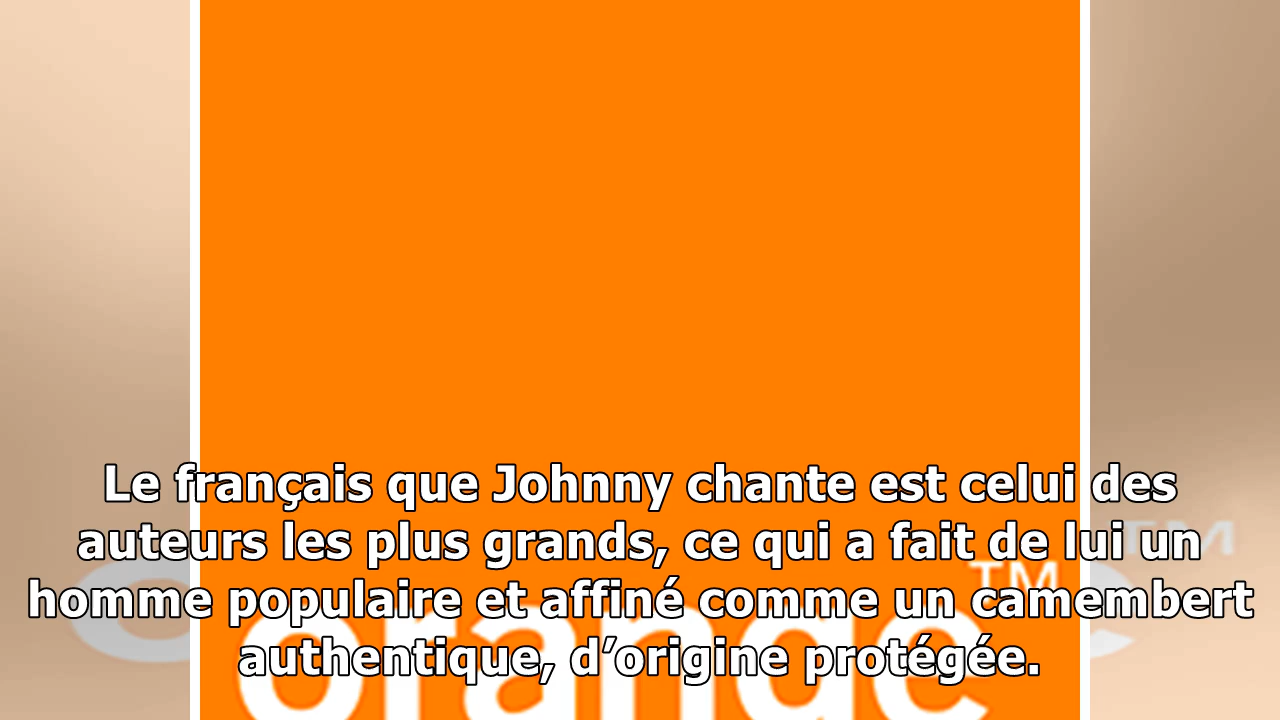 Le français que Johnny chante est celui des
auteurs les plus grands, ce qui a fait de lui un
homme populaire et affiné comme un camembert
authentique, d’origine protégée.
orange™